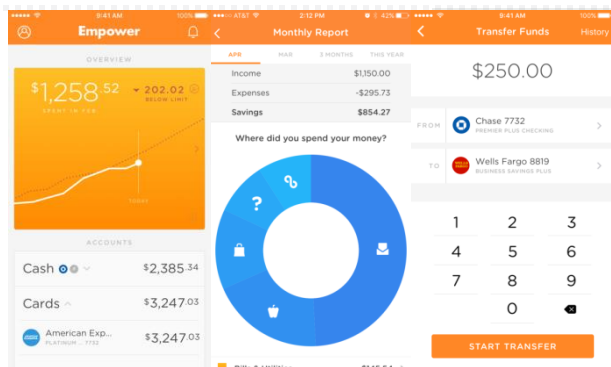 9:41 AM 100%
Empower
OVERVIEW
$1,258.52
202.02
BELOW LIMIT
SPENT IN FEB
TODAY
ACCOUNTS
Cash $2,385.34
Cards $3,247.03
American Exp... $3,247.03
PLATINUM... 7732
AT&T 2:12 PM 42%
Monthly Report
APR MAR 3 MONTHS THIS YEAR
Income $1,150.00
Expenses -$295.73
Savings $854.27
Where did you spend your money?
?
Bills & Utilities
9:41 AM 100%
Transfer Funds History
$250.00
FROM Chase 7732
PREMIER PLUS CHECKING
TO Wells Fargo 8819
BUSINESS SAVINGS PLUS
1 2 3
4 5 6
7 8 9
0
START TRANSFER